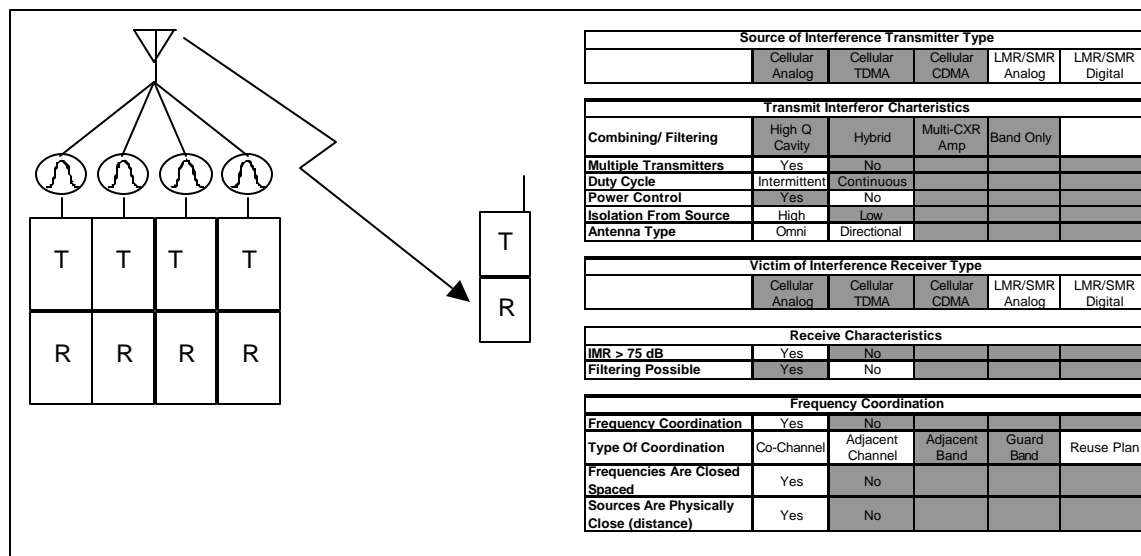 T T T T
R R R R
T
R
Source of Interference Transmitter Type
Cellular Analog Cellular TDMA Cellular CDMA LMR/SMR Analog LMR/SMR Digital
Transmit Interferor Charteristics
Combining/ Filtering High Q Cavity Hybrid Multi-CXR Amp Band Only
Multiple Transmitters Yes No
Duty Cycle Intermittent Continuous
Power Control Yes No
Isolation From Source High Low
Antenna Type Omni Directional
Victim of Interference Receiver Type
Cellular Analog Cellular TDMA Cellular CDMA LMR/SMR Analog LMR/SMR Digital
Receive Characteristics
IMR > 75 dB Yes No
Filtering Possible Yes No
Frequency Coordination
Frequency Coordination Yes No
Type Of Coordination Co-Channel Adjacent Channel Adjacent Band Guard Band Reuse Plan
Frequencies Are Closed Spaced Yes No
Sources Are Physically Close (distance) Yes No